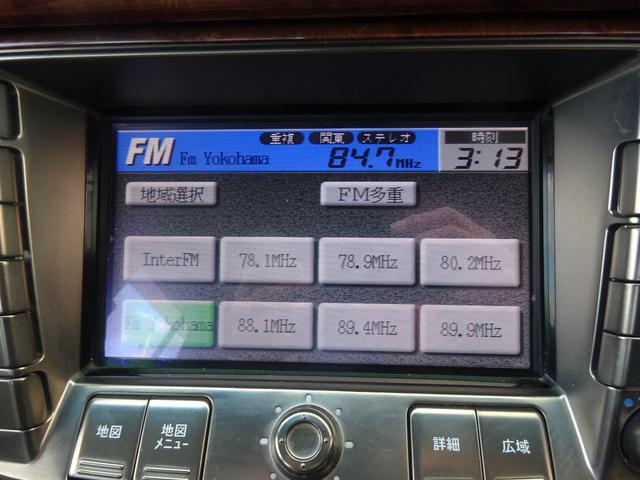 FM Fm Yokohama 重複 関東 ステレオ 84.7MHz 時刻 3:13
地域選択 FM多重
InterFM 78.1MHz 78.9MHz 80.2MHz
Fm Yokohama 88.1MHz 89.4MHz 89.9MHz
地図 地図メニュー 詳細 広域